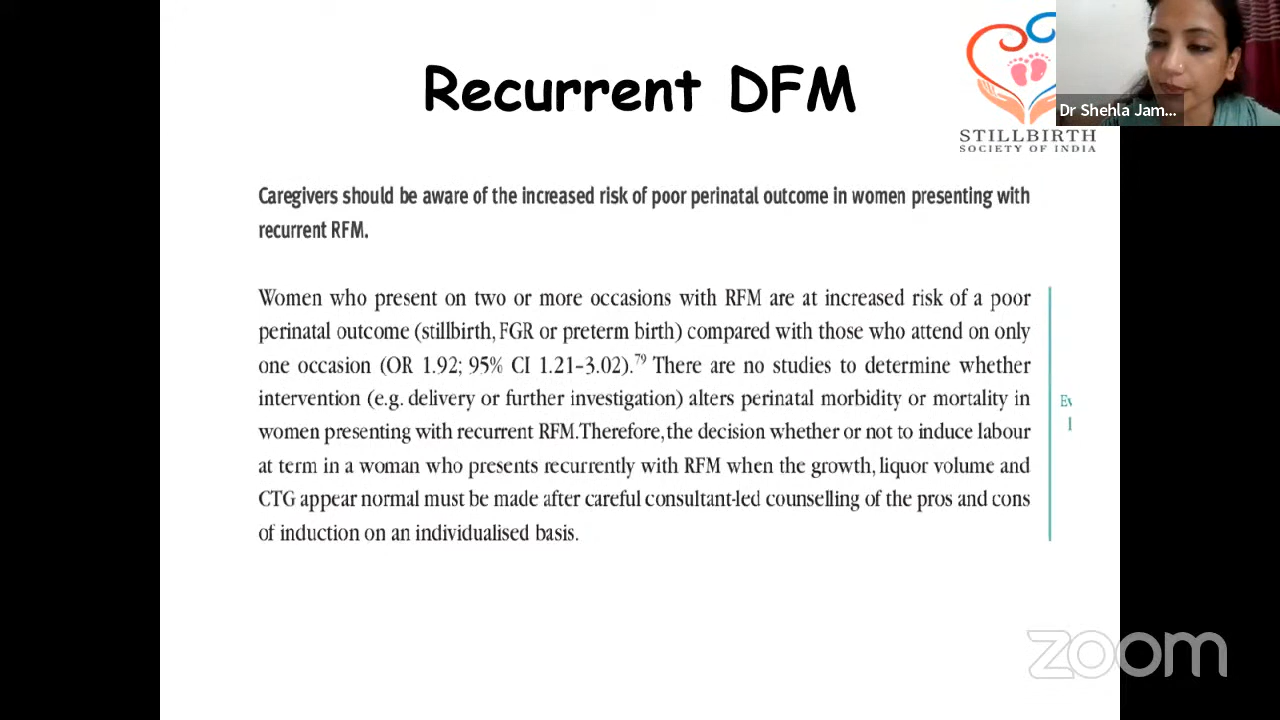 Recurrent DFM
STILLBIRTH
SOCIETY OF INDIA
Dr Shehla Jam...
Caregivers should be aware of the increased risk of poor perinatal outcome in women presenting with
recurrent RFM.
Women who present on two or more occasions with RFM are at increased risk of a poor
perinatal outcome (stillbirth, FGR or preterm birth) compared with those who attend on only
one occasion (OR 1.92; 95% CI 1.21–3.02).79 There are no studies to determine whether
intervention (e.g. delivery or further investigation) alters perinatal morbidity or mortality in
women presenting with recurrent RFM.Therefore, the decision whether or not to induce labour
at term in a woman who presents recurrently with RFM when the growth, liquor volume and
CTG appear normal must be made after careful consultant-led counselling of the pros and cons
of induction on an individualised basis.
zoom